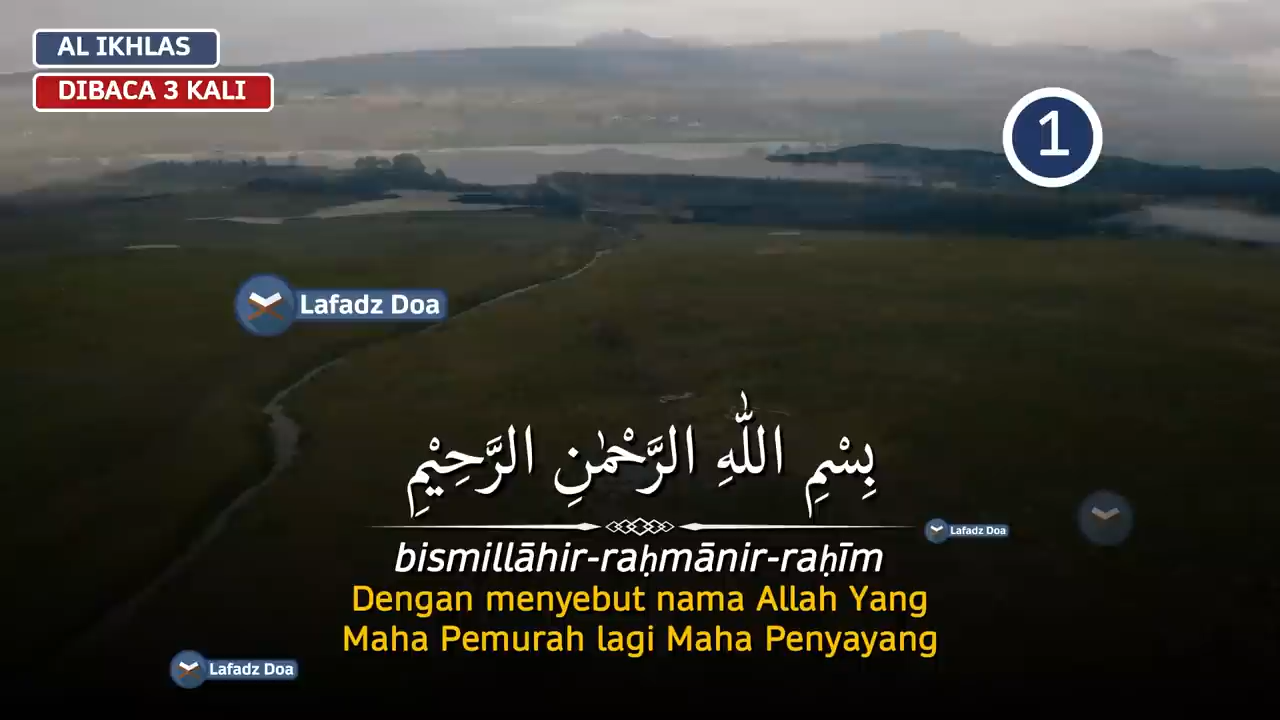 AL IKHLAS
DIBACA 3 KALI
1
Lafadz Doa
بِسْمِ اللّٰهِ الرَّحْمٰنِ الرَّحِيْمِ
Lafadz Doa
bismillāhir-raḥmānir-raḥīm
Dengan menyebut nama Allah Yang
Maha Pemurah lagi Maha Penyayang
Lafadz Doa